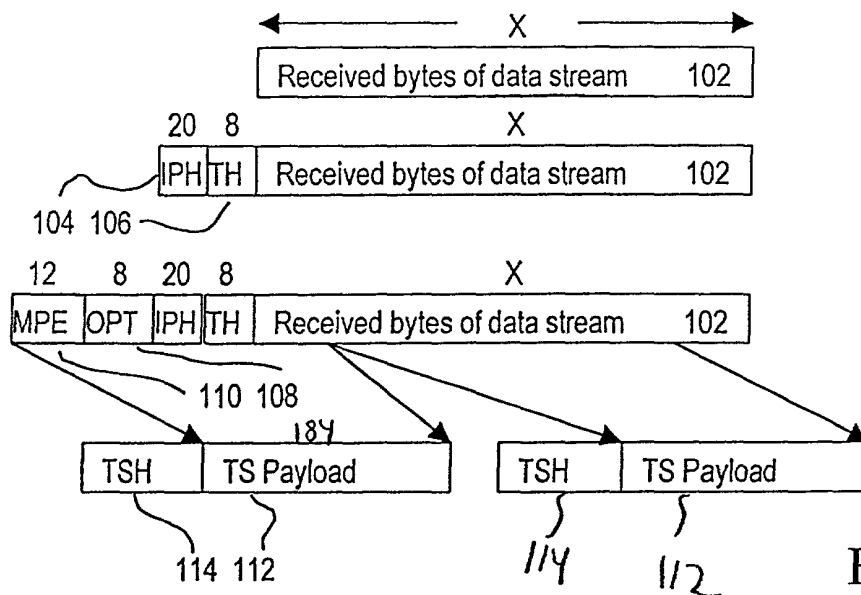 X
Received bytes of data stream 102
20 8 X
IPH TH Received bytes of data stream 102
104 106
12 8 20 8 X
MPE OPT IPH TH Received bytes of data stream 102
110 108
184
TSH TS Payload TSH TS Payload
114 112 114 112